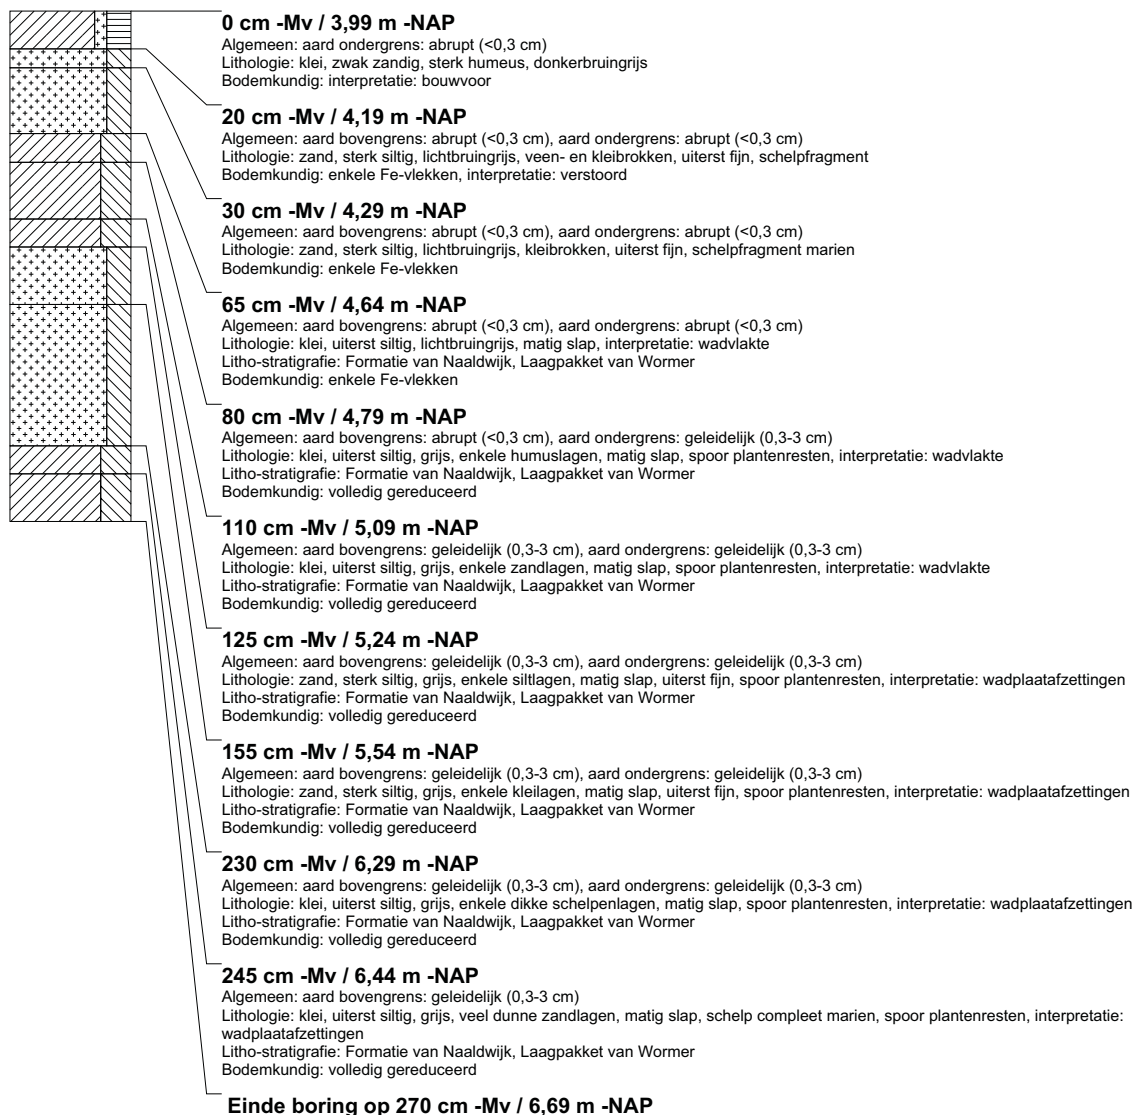 0 cm -Mv / 3,99 m -NAP
Algemeen: aard ondergrens: abrupt (<0,3 cm)
Lithologie: klei, zwak zandig, sterk humeus, donkerbruingrijs
Bodemkundig: interpretatie: bouwvoor
20 cm -Mv / 4,19 m -NAP
Algemeen: aard bovengrens: abrupt (<0,3 cm), aard ondergrens: abrupt (<0,3 cm)
Lithologie: zand, sterk siltig, lichtbruingrijs, veen- en kleibrokken, uiterst fijn, schelpfragment
Bodemkundig: enkele Fe-vlekken, interpretatie: verstoord
30 cm -Mv / 4,29 m -NAP
Algemeen: aard bovengrens: abrupt (<0,3 cm), aard ondergrens: abrupt (<0,3 cm)
Lithologie: zand, sterk siltig, lichtbruingrijs, kleibrokken, uiterst fijn, schelpfragment marien
Bodemkundig: enkele Fe-vlekken
65 cm -Mv / 4,64 m -NAP
Algemeen: aard bovengrens: abrupt (<0,3 cm), aard ondergrens: abrupt (<0,3 cm)
Lithologie: klei, uiterst siltig, lichtbruingrijs, matig slap, interpretatie: wadvlakte
Litho-stratigrafie: Formatie van Naaldwijk, Laagpakket van Wormer
Bodemkundig: enkele Fe-vlekken
80 cm -Mv / 4,79 m -NAP
Algemeen: aard bovengrens: abrupt (<0,3 cm), aard ondergrens: geleidelijk (0,3-3 cm)
Lithologie: klei, uiterst siltig, grijs, enkele humuslagen, matig slap, spoor plantenresten, interpretatie: wadvlakte
Litho-stratigrafie: Formatie van Naaldwijk, Laagpakket van Wormer
Bodemkundig: volledig gereduceerd
110 cm -Mv / 5,09 m -NAP
Algemeen: aard bovengrens: geleidelijk (0,3-3 cm), aard ondergrens: geleidelijk (0,3-3 cm)
Lithologie: klei, uiterst siltig, grijs, enkele zandlagen, matig slap, spoor plantenresten, interpretatie: wadvlakte
Litho-stratigrafie: Formatie van Naaldwijk, Laagpakket van Wormer
Bodemkundig: volledig gereduceerd
125 cm -Mv / 5,24 m -NAP
Algemeen: aard bovengrens: geleidelijk (0,3-3 cm), aard ondergrens: geleidelijk (0,3-3 cm)
Lithologie: zand, sterk siltig, grijs, enkele siltlagen, matig slap, uiterst fijn, spoor plantenresten, interpretatie: wadplaatafzettingen
Litho-stratigrafie: Formatie van Naaldwijk, Laagpakket van Wormer
Bodemkundig: volledig gereduceerd
155 cm -Mv / 5,54 m -NAP
Algemeen: aard bovengrens: geleidelijk (0,3-3 cm), aard ondergrens: geleidelijk (0,3-3 cm)
Lithologie: zand, sterk siltig, grijs, enkele kleilagen, matig slap, uiterst fijn, spoor plantenresten, interpretatie: wadplaatafzettingen
Litho-stratigrafie: Formatie van Naaldwijk, Laagpakket van Wormer
Bodemkundig: volledig gereduceerd
230 cm -Mv / 6,29 m -NAP
Algemeen: aard bovengrens: geleidelijk (0,3-3 cm), aard ondergrens: geleidelijk (0,3-3 cm)
Lithologie: klei, uiterst siltig, grijs, enkele dikke schelpenlagen, matig slap, spoor plantenresten, interpretatie: wadplaatafzettingen
Litho-stratigrafie: Formatie van Naaldwijk, Laagpakket van Wormer
Bodemkundig: volledig gereduceerd
245 cm -Mv / 6,44 m -NAP
Algemeen: aard bovengrens: geleidelijk (0,3-3 cm)
Lithologie: klei, uiterst siltig, grijs, veel dunne zandlagen, matig slap, schelp compleet marien, spoor plantenresten, interpretatie:
wadplaatafzettingen
Litho-stratigrafie: Formatie van Naaldwijk, Laagpakket van Wormer
Bodemkundig: volledig gereduceerd
Einde boring op 270 cm -Mv / 6,69 m -NAP